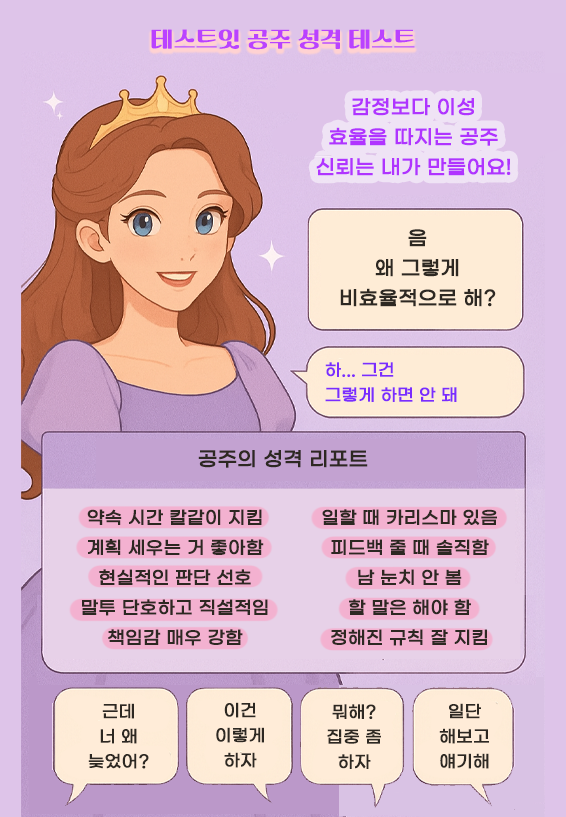 테스트잇 공주 성격 테스트
감정보다 이성
효율을 따지는 공주
신뢰는 내가 만들어요!
음
왜 그렇게
비효율적으로 해?
하... 그건
그렇게 하면 안 돼
공주의 성격 리포트
약속 시간 칼같이 지킴
계획 세우는 거 좋아함
현실적인 판단 선호
말투 단호하고 직설적임
책임감 매우 강함
일할 때 카리스마 있음
피드백 줄 때 솔직함
남 눈치 안 봄
할 말은 해야 함
정해진 규칙 잘 지킴
근데
너 왜
늦었어?
이건
이렇게
하자
뭐해?
집중 좀
하자
일단
해보고
얘기해